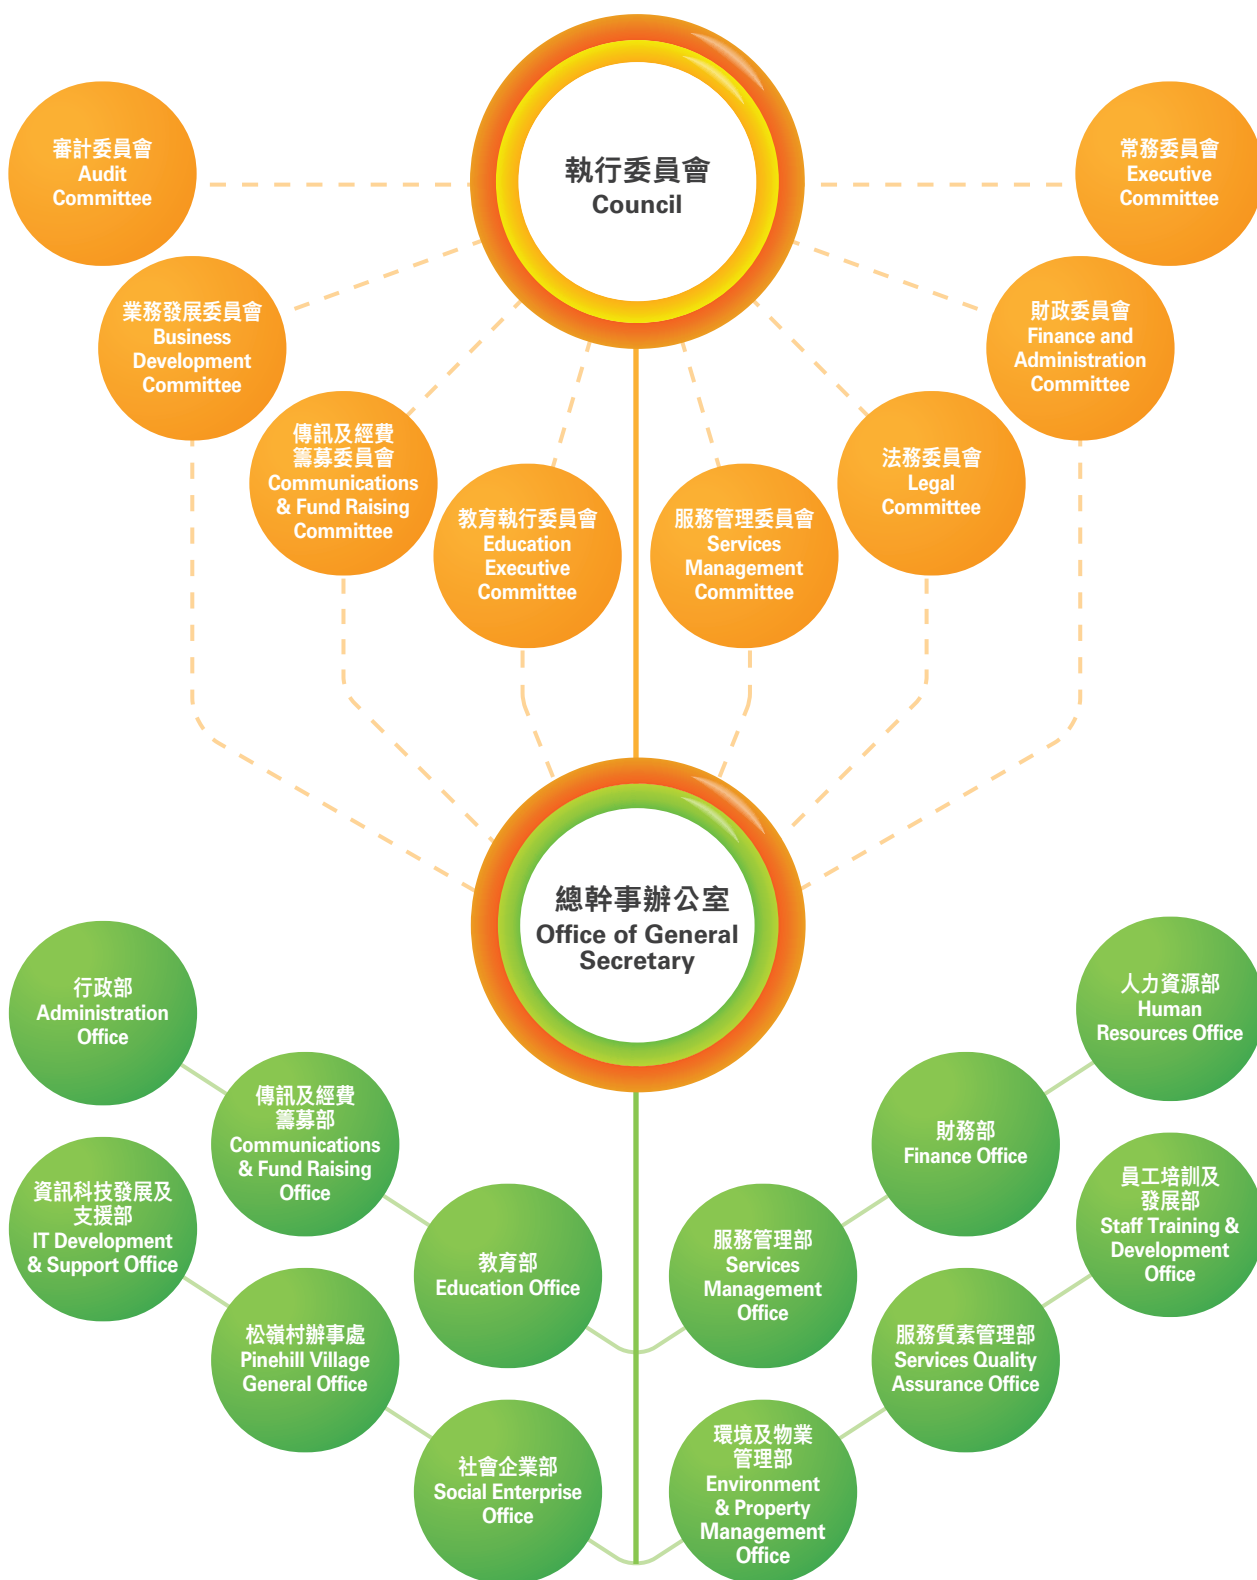 執行委員會
Council
審計委員會
Audit
Committee
常務委員會
Executive
Committee
業務發展委員會
Business
Development
Committee
財政委員會
Finance and
Administration
Committee
傳訊及經費
籌募委員會
Communications
& Fund Raising
Committee
法務委員會
Legal
Committee
教育執行委員會
Education
Executive
Committee
服務管理委員會
Services
Management
Committee
總幹事辦公室
Office of General
Secretary
行政部
Administration
Office
人力資源部
Human
Resources Office
傳訊及經費
籌募部
Communications
& Fund Raising
Office
財務部
Finance Office
資訊科技發展及
支援部
IT Development
& Support Office
員工培訓及
發展部
Staff Training &
Development
Office
教育部
Education Office
服務管理部
Services
Management
Office
松嶺村辦事處
Pinehill Village
General Office
服務質素管理部
Services Quality
Assurance Office
社會企業部
Social Enterprise
Office
環境及物業
管理部
Environment
& Property
Management
Office